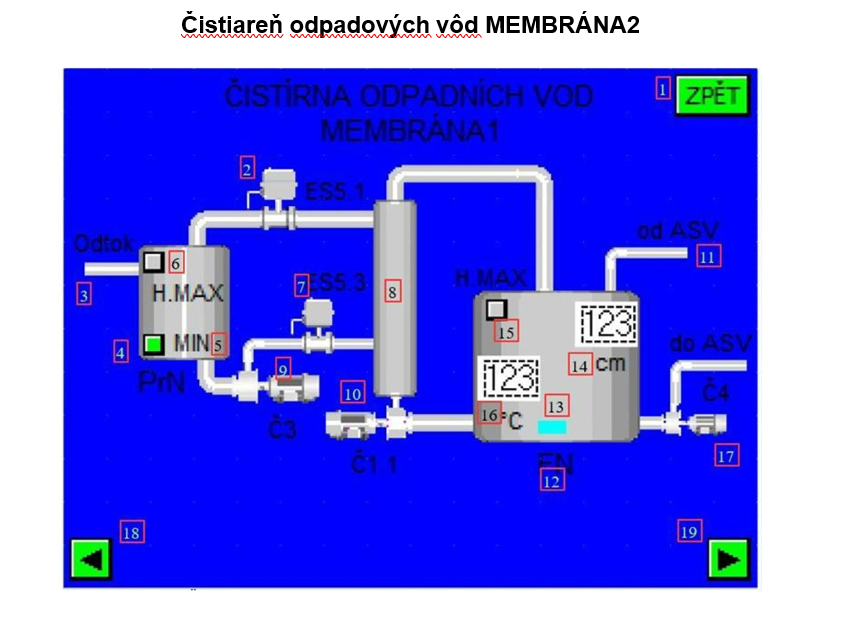 Čistiareň odpadových vôd MEMBRÁNA2
ČISTÍRNA ODPADNÍCH VOD
MEMBRÁNA1
1
ZPĚT
2
ES5.1
Odtok
od ASV
3
6
H.MAX
7
ES5.3
8
H.MAX
11
15
123
4
MIN
5
do ASV
PrN
9
10
123
14
cm
Č4
16
°C
13
Č3
Č1.1
FN
12
17
18
19